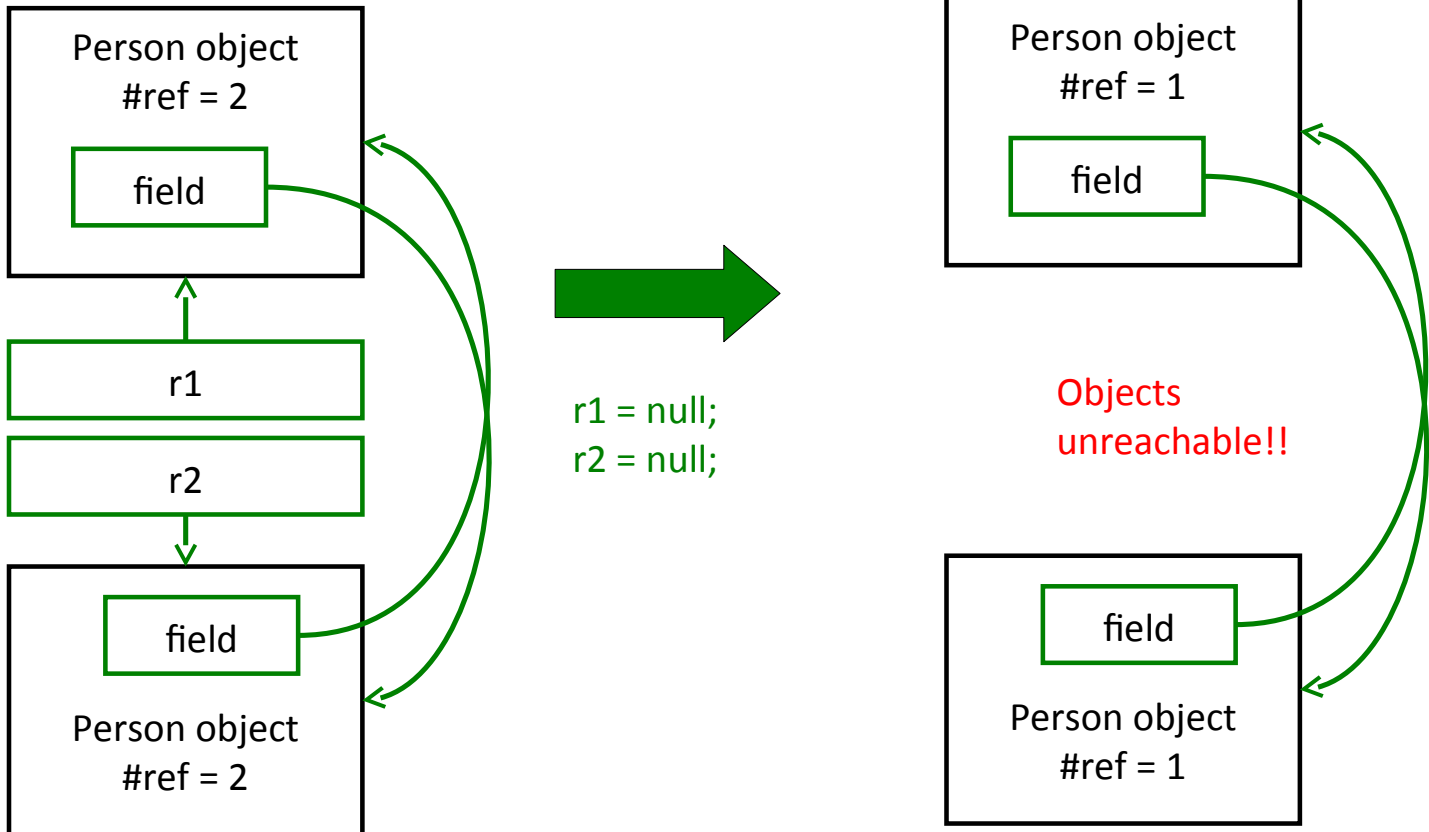 Person object
#ref = 2
field
r1
r2
field
Person object
#ref = 2
r1 = null;
r2 = null;
Person object
#ref = 1
field
Objects
unreachable!!
field
Person object
#ref = 1